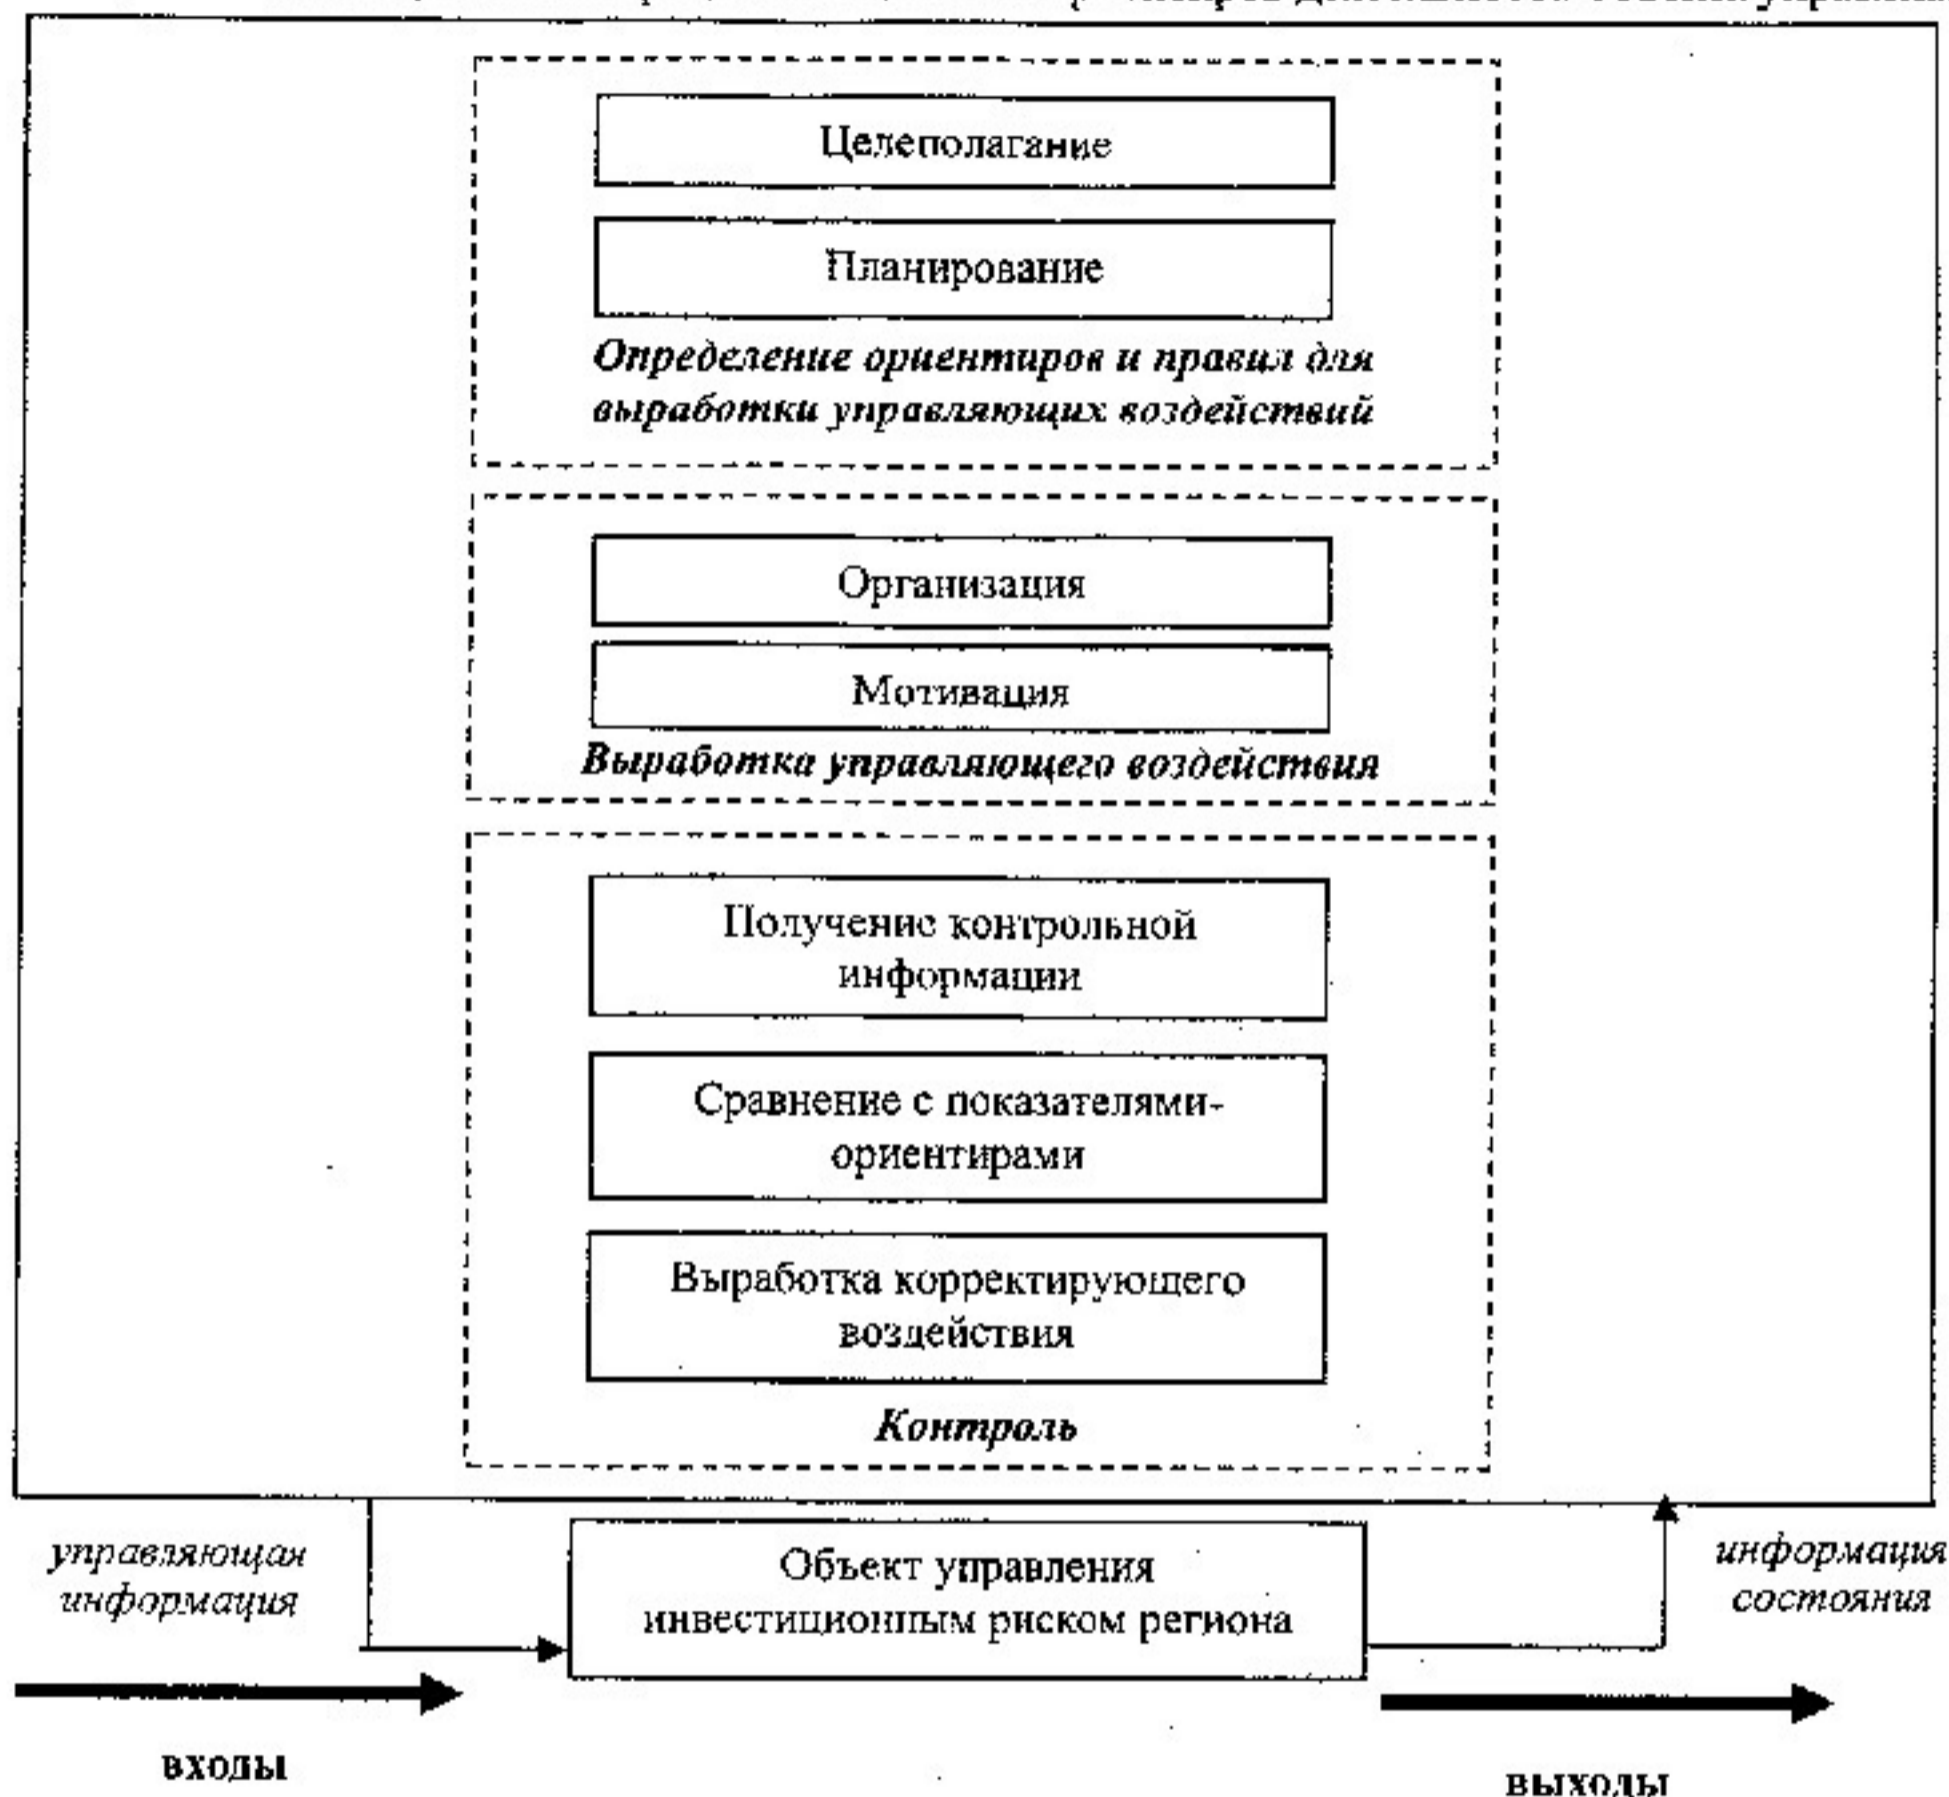 Целеполагание
Планирование
Определение ориентиров и правил для
выработки управляющих воздействий
Организация
Мотивация
Выработка управляющего воздействия
Получение контрольной
информации
Сравнение с показателями-
ориентирами
Выработка корректирующего
воздействия
Контроль
управляющая
информация
Объект управления
инвестиционным риском региона
информация
состояния
входы
выходы